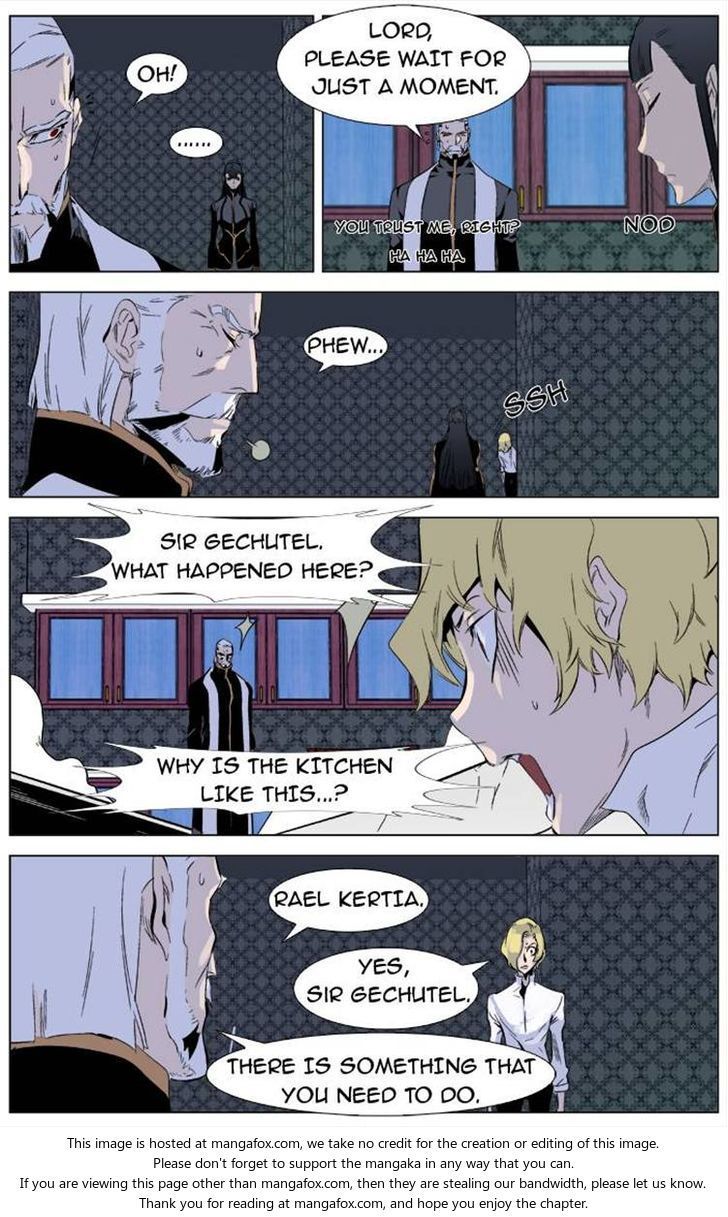 OH!
......
LORD,
PLEASE WAIT FOR
JUST A MOMENT.
YOU TRUST ME, RIGHT?
HA HA HA.
NOD
PHEW...
SSH
SIR GECHUTEL.
WHAT HAPPENED HERE?
WHY IS THE KITCHEN
LIKE THIS...?
RAEL KERTIA.
YES,
SIR GECHUTEL.
THERE IS SOMETHING THAT
YOU NEED TO DO.
This image is hosted at mangafox.com, we take no credit for the creation or editing of this image.
Please don't forget to support the mangaka in any way that you can.
If you are viewing this page other than mangafox.com, then they are stealing our bandwidth, please let us know.
Thank you for reading at mangafox.com, and hope you enjoy the chapter.